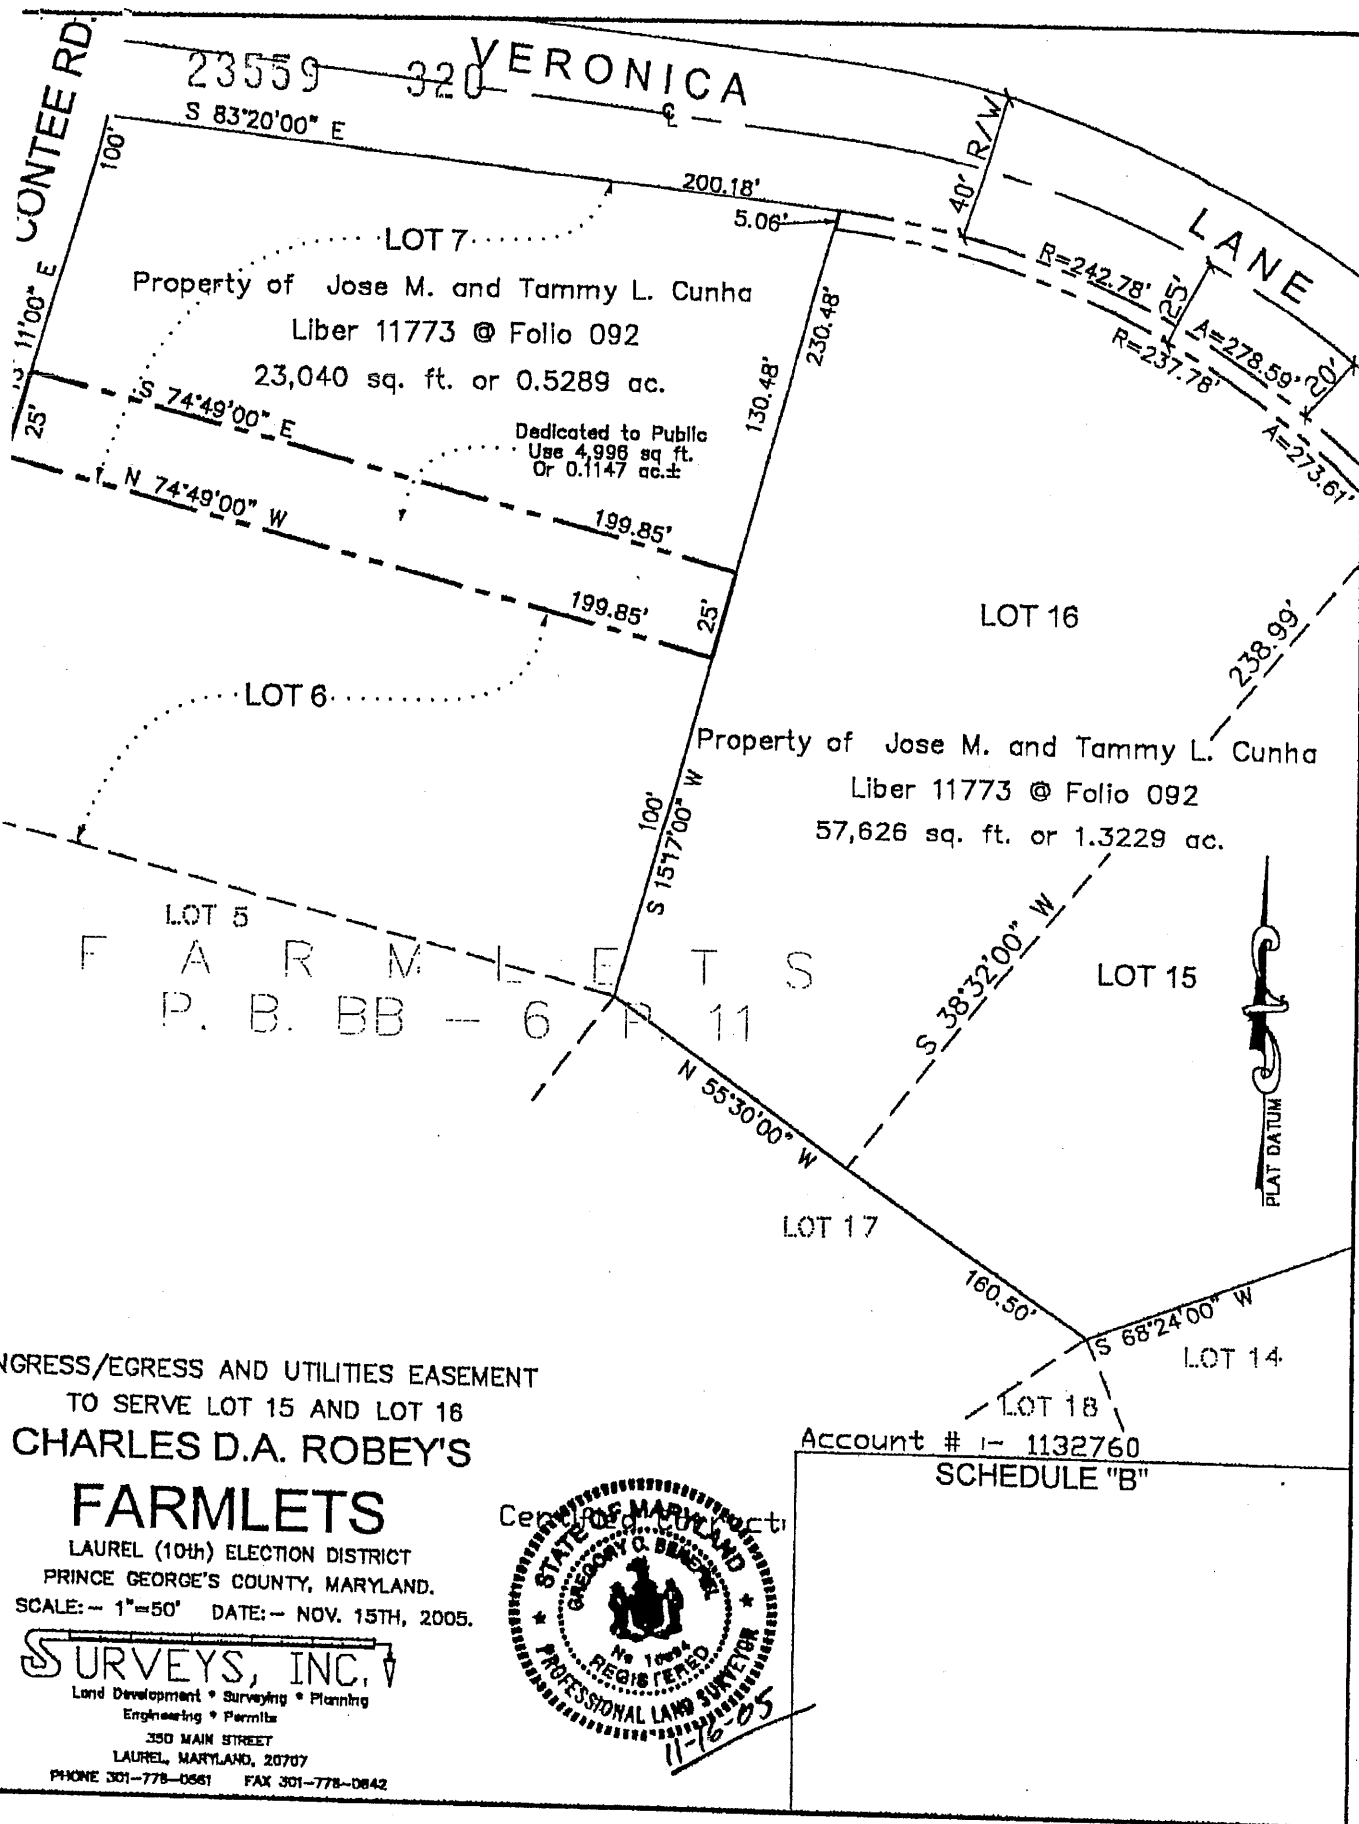 CONTEE RD.
23559 320
VERONICA
LANE
S 83°20'00" E
100'
200.18'
5.06'
40' R/W
LOT 7
Property of Jose M. and Tammy L. Cunha
Liber 11773 @ Folio 092
23,040 sq. ft. or 0.5289 ac.
11'00" E
25'
S 74°49'00" E
N 74°49'00" W
Dedicated to Public
Use 4,996 sq ft.
Or 0.1147 ac.±
199.85'
199.85'
25'
130.48'
230.48'
R=242.78'
25'
A=278.59'
R=237.78'
20'
A=273.61'
LOT 16
238.99'
LOT 6
Property of Jose M. and Tammy L. Cunha
Liber 11773 @ Folio 092
57,626 sq. ft. or 1.3229 ac.
100'
S 15°17'00" W
LOT 5
FARMLETS
P. B. BB - 6 P. 11
S 38°32'00" W
LOT 15
N 55°30'00" W
PLAT DATUM
LOT 17
160.50'
S 68°24'00" W
LOT 14
LOT 18
NGRESS/EGRESS AND UTILITIES EASEMENT
TO SERVE LOT 15 AND LOT 16
CHARLES D.A. ROBEY'S
FARMLETS
LAUREL (10th) ELECTION DISTRICT
PRINCE GEORGE'S COUNTY, MARYLAND.
SCALE:- 1"=50' DATE:- NOV. 15TH, 2005.
SURVEYS, INC.
Land Development * Surveying * Planning
Engineering * Permits
350 MAIN STREET
LAUREL, MARYLAND, 20707
PHONE 301-776-0561 FAX 301-776-0842
Account # :- 1132760
SCHEDULE "B"
Certified Correct:
STATE OF MARYLAND
GREGORY
REGISTERED
PROFESSIONAL LAND SURVEYOR
11-16-05